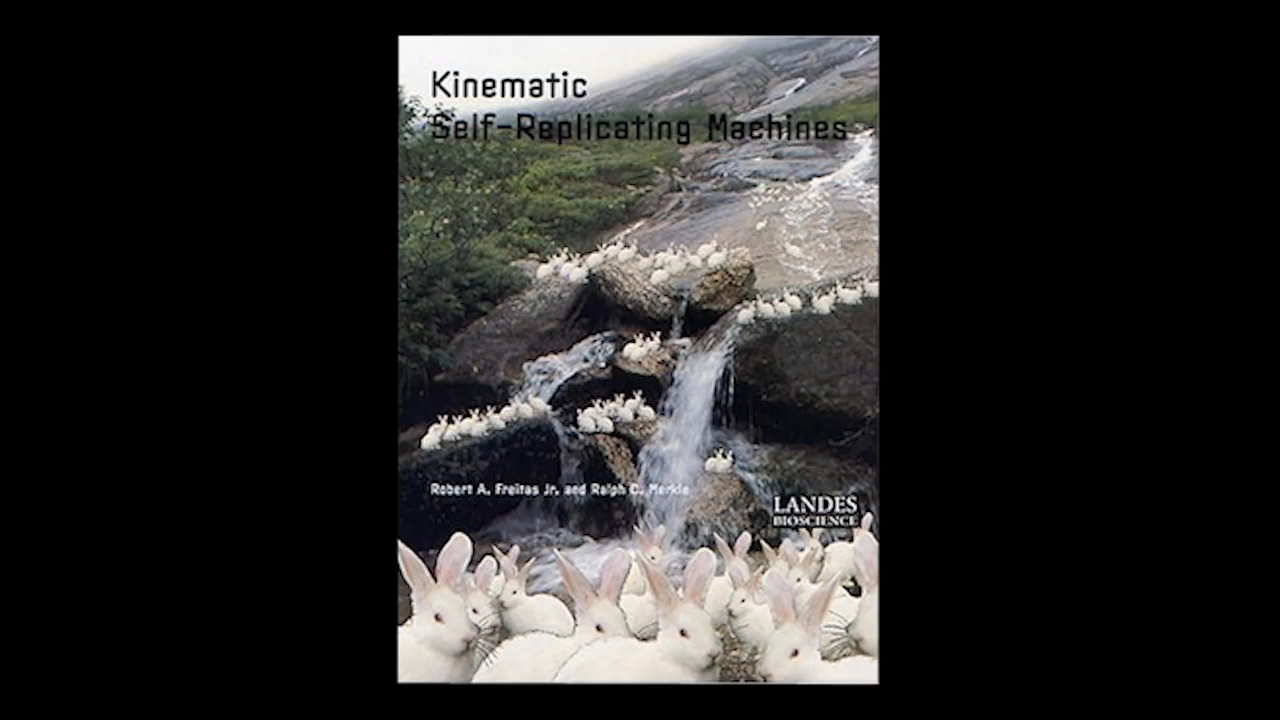 Kinematic
Self-Replicating Machines
Robert A. Freitas Jr. and Ralph C. Merkle
LANDES
BIOSCIENCE